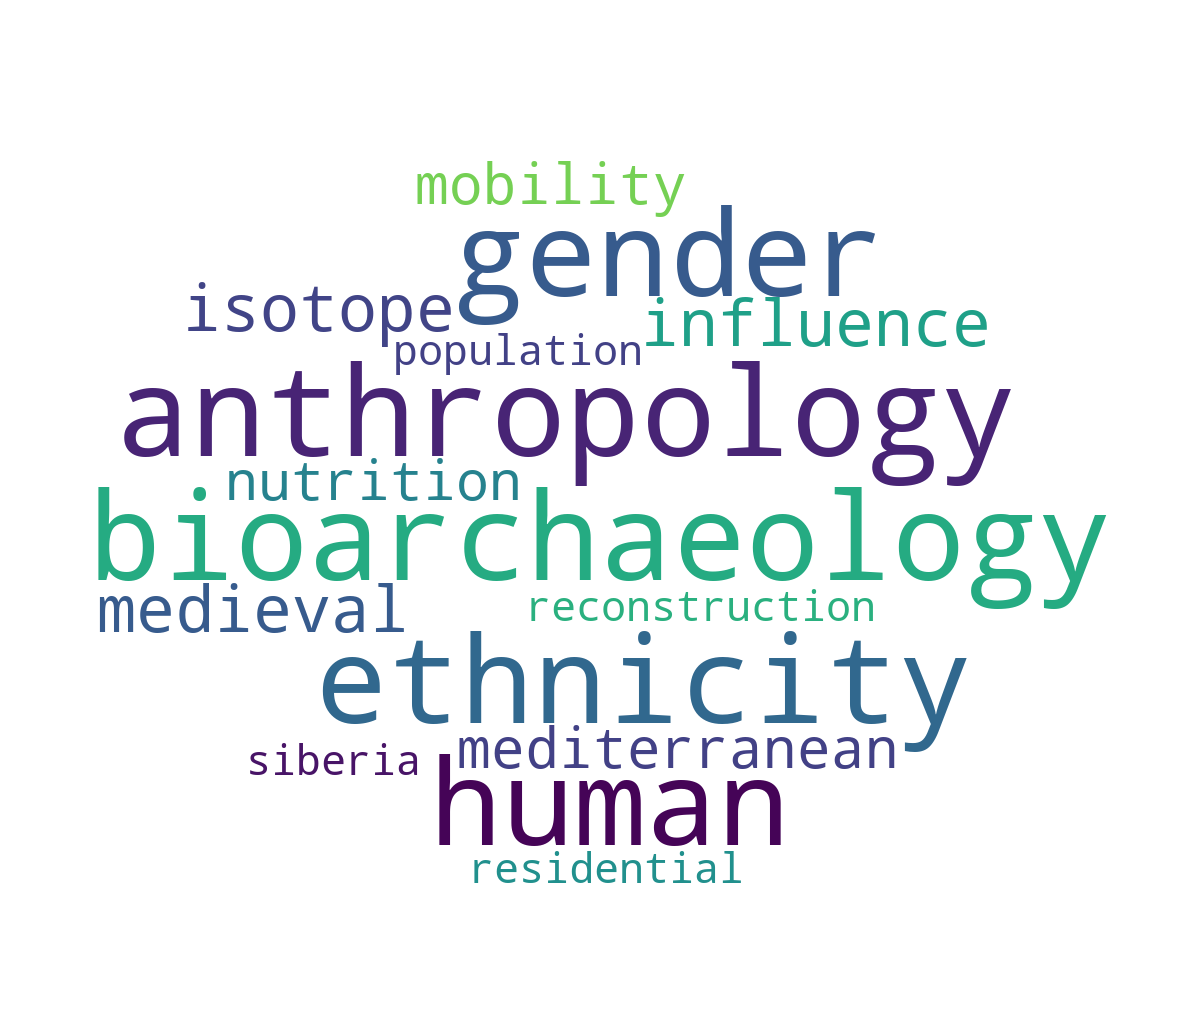 mobility
gender
isotope
influence
population
anthropology
nutrition
bioarchaeology
medieval
reconstruction
ethnicity
mediterranean
siberia
human
residential